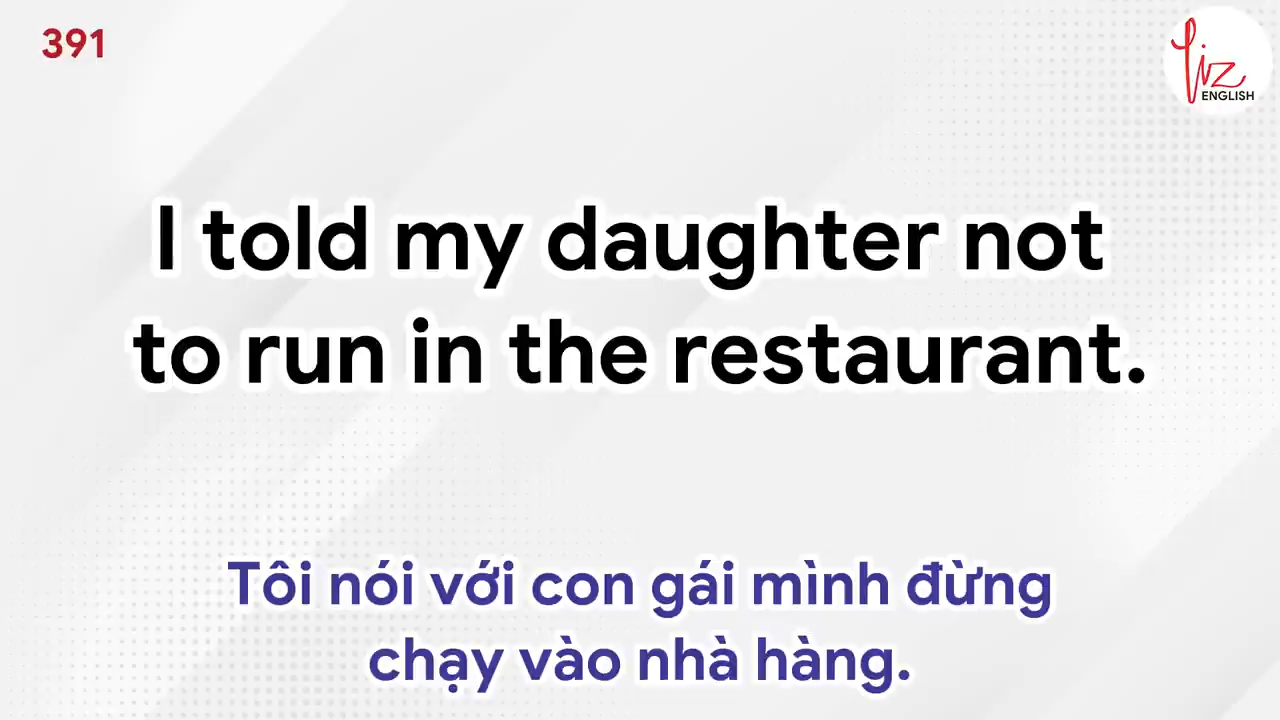 391
Liz
ENGLISH
I told my daughter not
to run in the restaurant.
Tôi nói với con gái mình đừng
chạy vào nhà hàng.